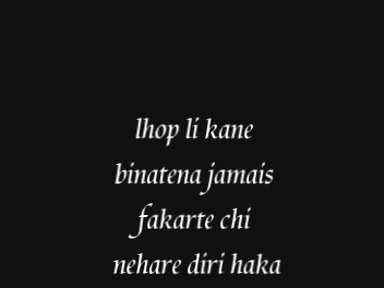 lhop li kane
binatena jamais
fakarte chi
nehare diri haka